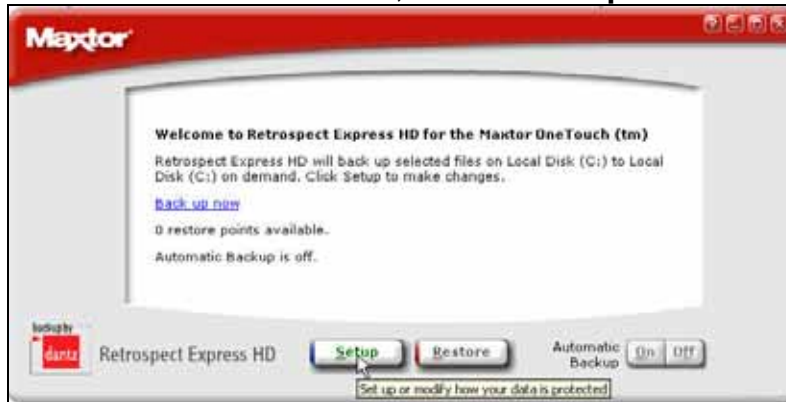 Maxtor
Welcome to Retrospect Express HD for the Maxtor OneTouch (tm)
Retrospect Express HD will back up selected files on Local Disk (C:) to Local
Disk (C:) on demand. Click Setup to make changes.
Back up now
0 restore points available.
Automatic Backup is off.
backup by
dantz
Retrospect Express HD
Setup
Restore
Automatic
Backup
On
Off
Set up or modify how your data is protected